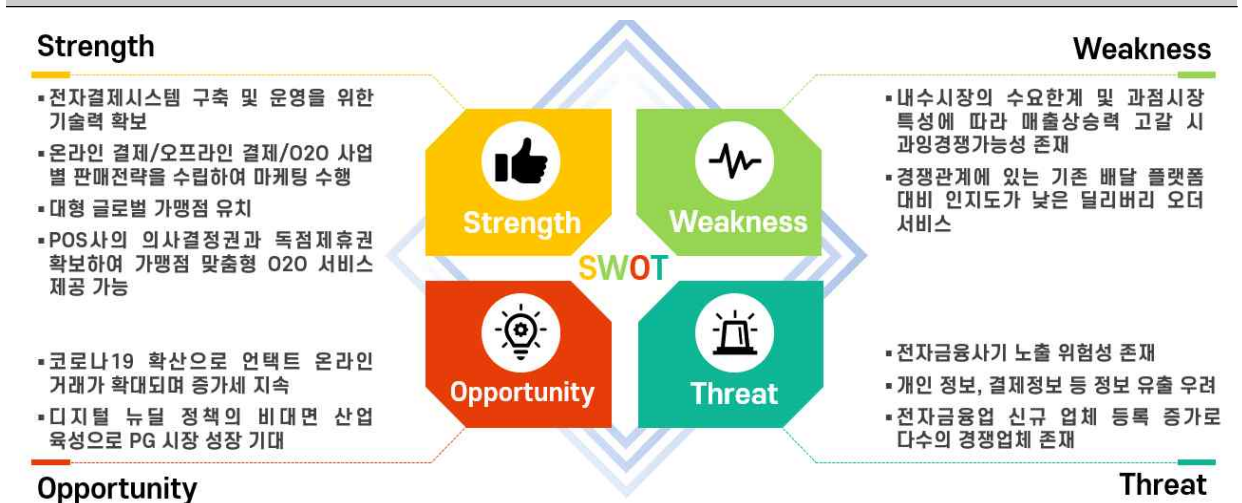 Strength
▪전자결제시스템 구축 및 운영을 위한
기술력 확보
▪온라인 결제/오프라인 결제/O2O 사업
별 판매전략을 수립하여 마케팅 수행
▪대형 글로벌 가맹점 유치
▪POS사의 의사결정권과 독점제휴권
확보하여 가맹점 맞춤형 O2O 서비스
제공 가능
Weakness
▪내수시장의 수요한계 및 과점시장
특성에 따라 매출상승력 고갈 시
과잉경쟁가능성 존재
▪경쟁관계에 있는 기존 배달 플랫폼
대비 인지도가 낮은 딜리버리 오더
서비스
Strength
Weakness
SWOT
Opportunity
Threat
▪코로나19 확산으로 언택트 온라인
거래가 확대되며 증가세 지속
▪디지털 뉴딜 정책의 비대면 산업
육성으로 PG 시장 성장 기대
Opportunity
▪전자금융사기 노출 위험성 존재
▪개인 정보, 결제정보 등 정보 유출 우려
▪전자금융업 신규 업체 등록 증가로
다수의 경쟁업체 존재
Threat